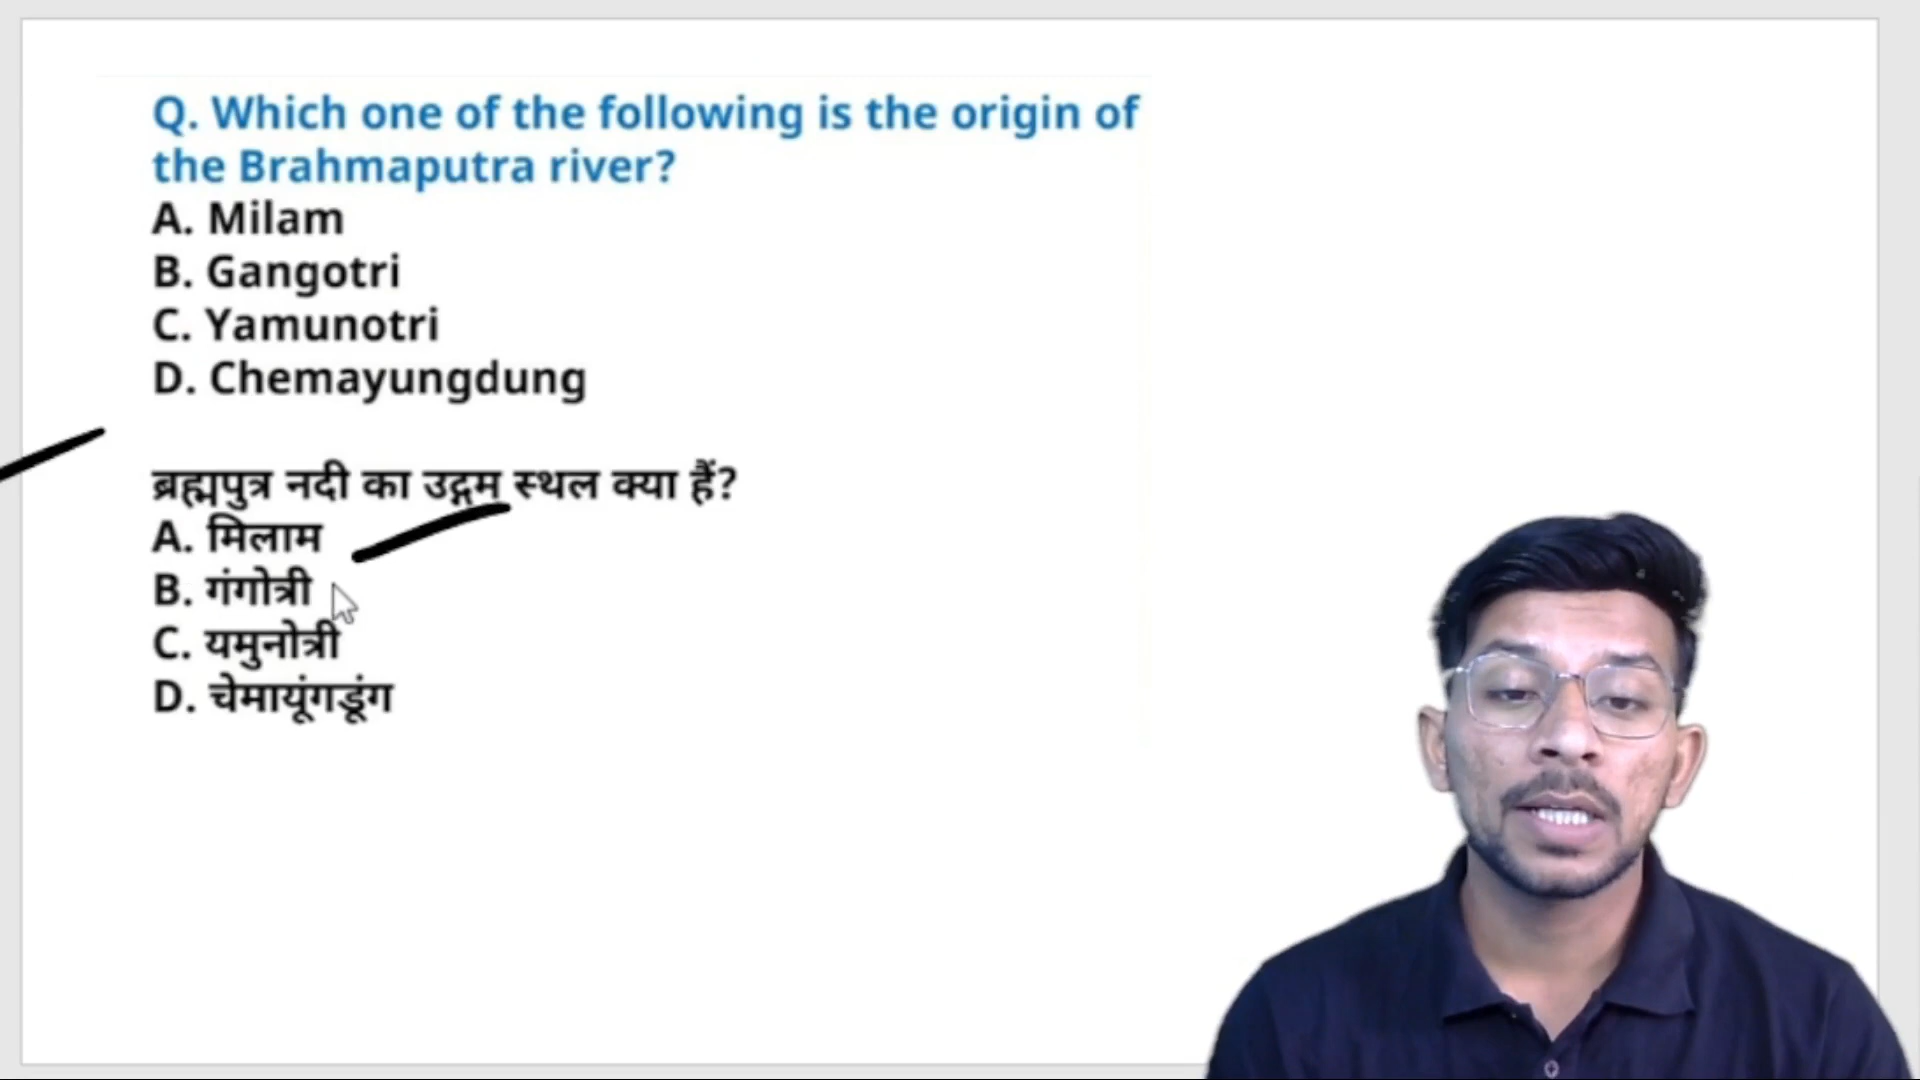 Q. Which one of the following is the origin of
the Brahmaputra river?
A. Milam
B. Gangotri
C. Yamunotri
D. Chemayungdung
ब्रह्मपुत्र नदी का उद्गम स्थल क्या हैं?
A. मिलाम
B. गंगोत्री
C. यमुनोत्री
D. चेमायूंगडूंग